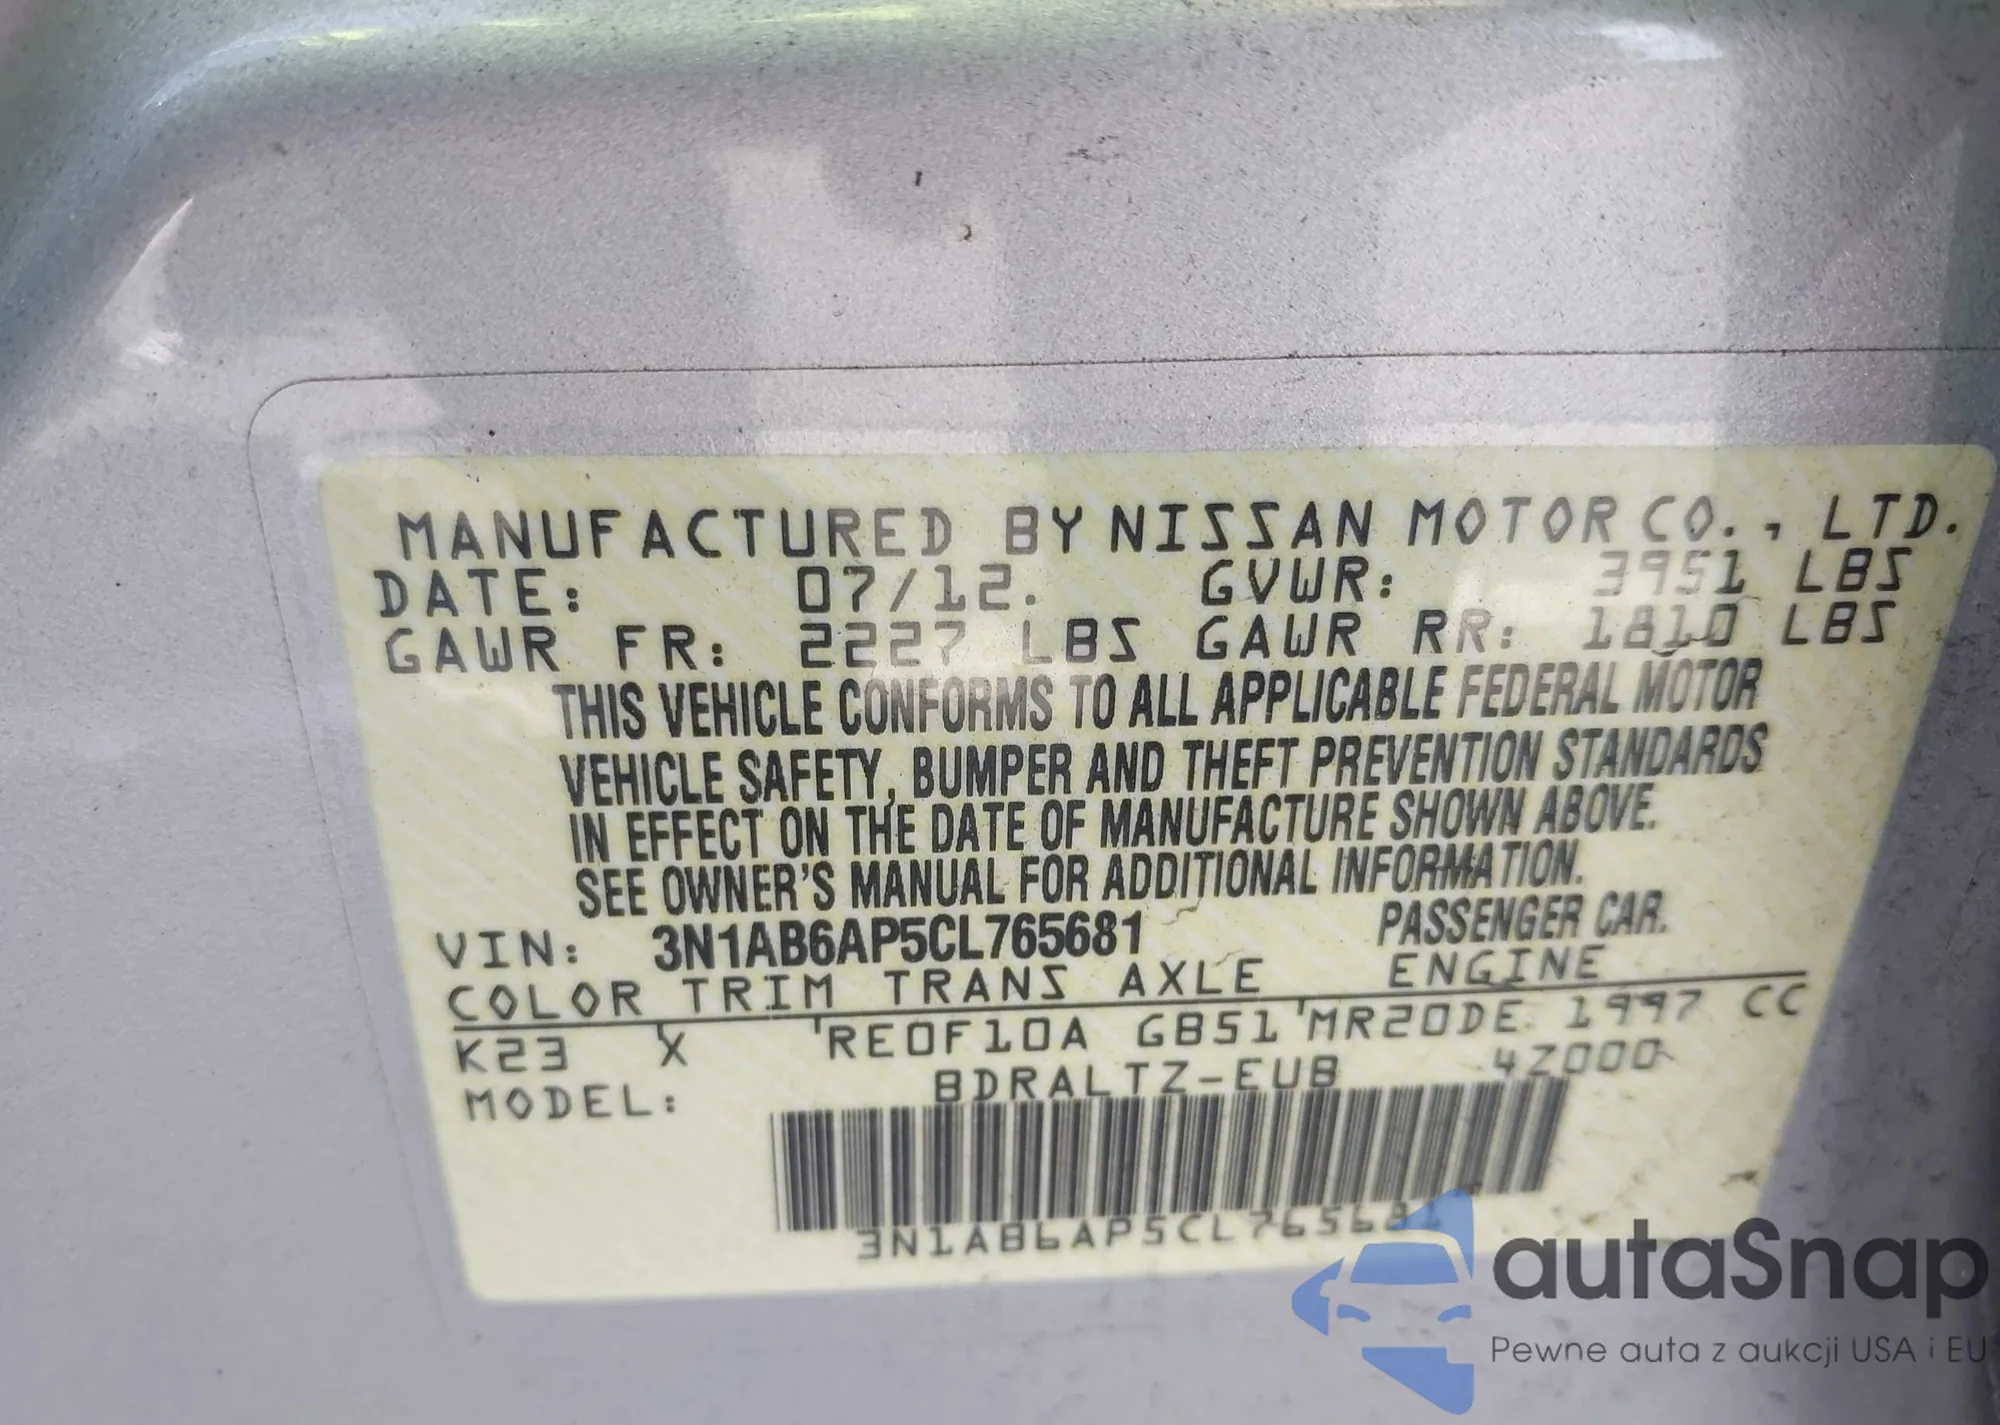 MANUFACTURED BY NISSAN MOTOR CO., LTD.
DATE: 07/12. GVWR: 3951 LBS
GAWR FR: 2227 LBS GAWR RR: 1810 LBS
THIS VEHICLE CONFORMS TO ALL APPLICABLE FEDERAL MOTOR
VEHICLE SAFETY, BUMPER AND THEFT PREVENTION STANDARDS
IN EFFECT ON THE DATE OF MANUFACTURE SHOWN ABOVE.
SEE OWNER'S MANUAL FOR ADDITIONAL INFORMATION.
VIN: 3N1AB6AP5CL765681 PASSENGER CAR.
COLOR TRIM TRANS AXLE ENGINE
K23 X RE0F10A GB51 MR20DE 1997 CC
MODEL: BDRALTZ-EUB 4Z000
3N1AB6AP5CL765681
autaSnap
Pewne auta z aukcji USA i EU